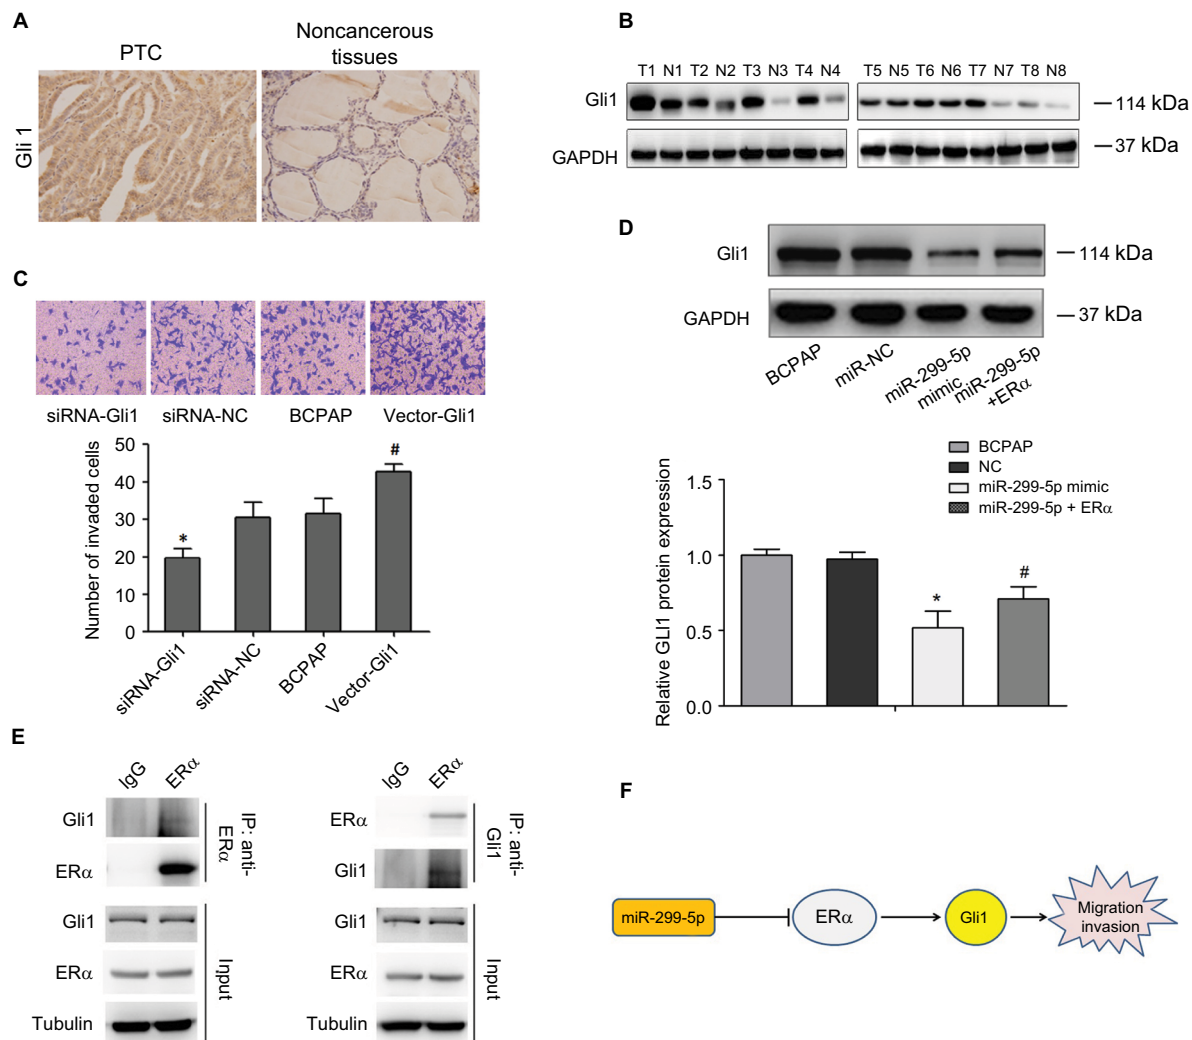 A
PTC
Noncancerous
tissues
Gli 1
B
T1 N1 T2 N2 T3 N3 T4 N4
T5 N5 T6 N6 T7 N7 T8 N8
Gli1
114 kDa
GAPDH
37 kDa
C
siRNA-Gli1
siRNA-NC
BCPAP
Vector-Gli1
Number of invaded cells
50
40
30
20
10
0
*
#
siRNA-Gli1
siRNA-NC
BCPAP
Vector-Gli1
D
Gli1
114 kDa
GAPDH
37 kDa
BCPAP
miR-NC
miR-299-5p
mimic
miR-299-5p
+ERα
BCPAP
NC
miR-299-5p mimic
miR-299-5p + ERα
Relative GLI1 protein expression
1.5
1.0
0.5
0.0
*
#
E
IgG
ERα
Gli1
ERα
IP: anti-
ERα
Gli1
ERα
Tubulin
Input
IgG
ERα
ERα
Gli1
IP: anti-
Gli1
Gli1
ERα
Tubulin
Input
F
miR-299-5p
ERα
Gli1
Migration
invasion